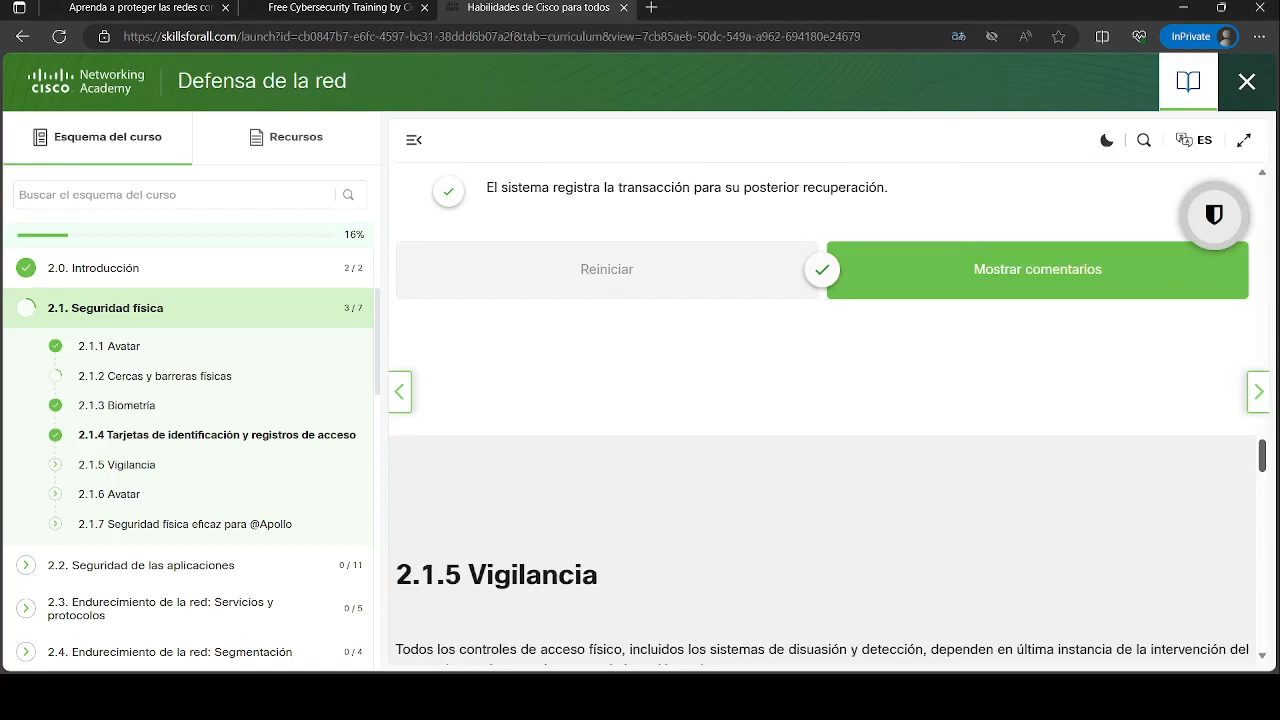 Aprenda a proteger las redes cor
Free Cybersecurity Training by Ci
Habilidades de Cisco para todos
https://skillsforall.com/launch?id=cb0847b7-e6fc-4597-bc31-38ddd6b07a2f&tab=curriculum&view=7cb85aeb-50dc-549a-a962-694180e24679
InPrivate
Networking
CISCO Academy
Defensa de la red
Esquema del curso
Recursos
ES
Buscar el esquema del curso
16%
2.0. Introducción
2 / 2
2.1. Seguridad física
3 / 7
2.1.1 Avatar
2.1.2 Cercas y barreras físicas
2.1.3 Biometría
2.1.4 Tarjetas de identificación y registros de acceso
2.1.5 Vigilancia
2.1.6 Avatar
2.1.7 Seguridad física eficaz para @Apollo
2.2. Seguridad de las aplicaciones
0 / 11
2.3. Endurecimiento de la red: Servicios y
protocolos
0 / 5
2.4. Endurecimiento de la red: Segmentación
0 / 4
El sistema registra la transacción para su posterior recuperación.
Reiniciar
Mostrar comentarios
2.1.5 Vigilancia
Todos los controles de acceso físico, incluidos los sistemas de disuasión y detección, dependen en última instancia de la intervención del